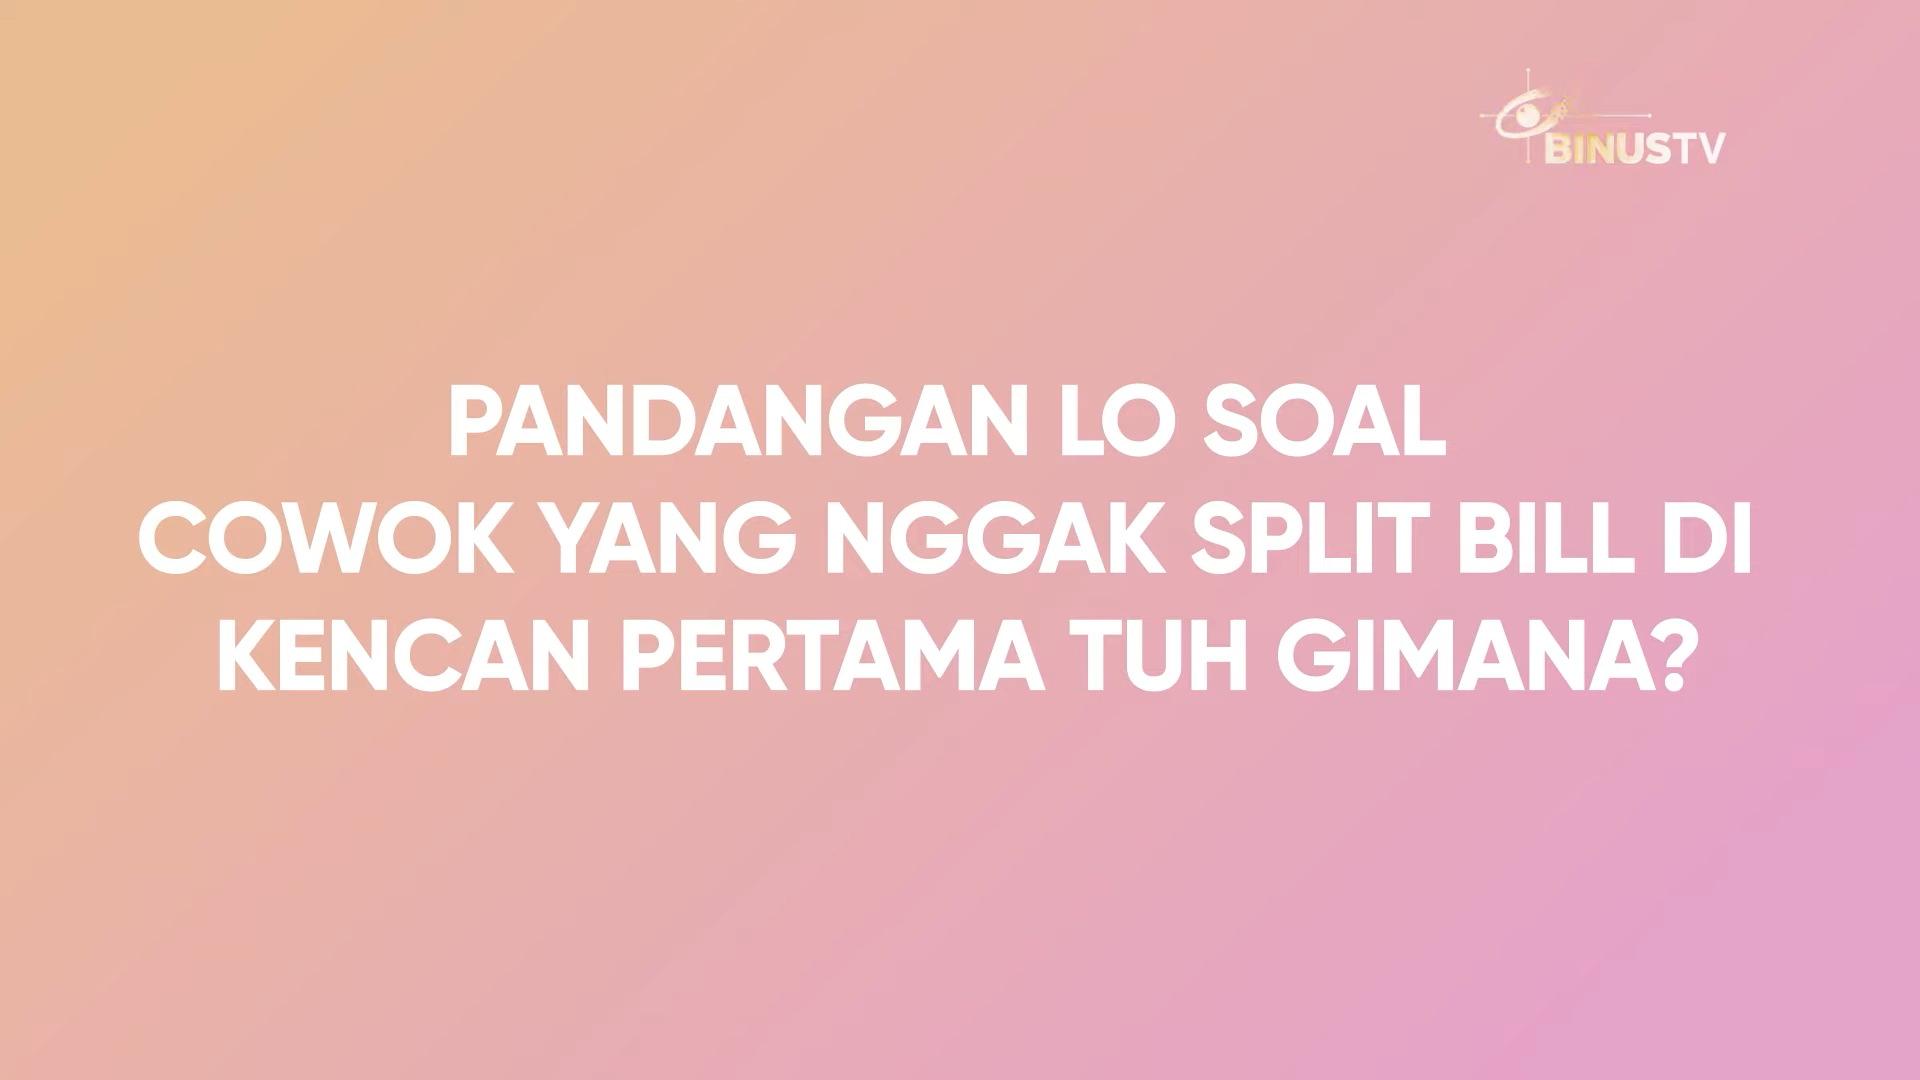 BINUSTV
PANDANGAN LO SOAL
COWOK YANG NGGAK SPLIT BILL DI
KENCAN PERTAMA TUH GIMANA?